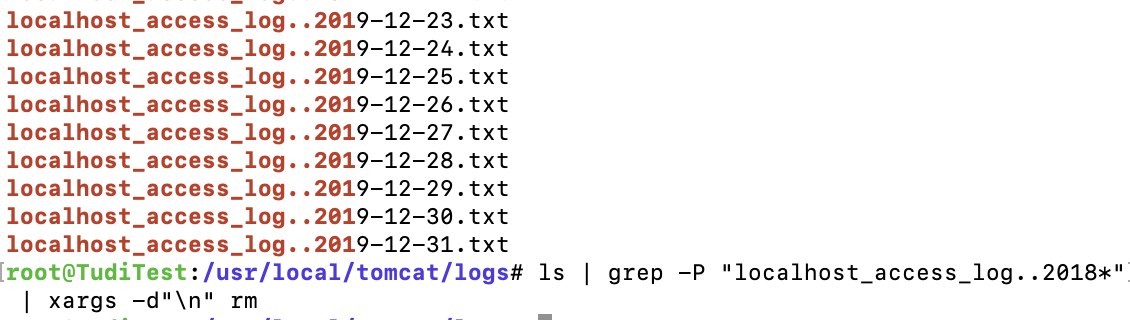 localhost_access_log..2019-12-23.txt
localhost_access_log..2019-12-24.txt
localhost_access_log..2019-12-25.txt
localhost_access_log..2019-12-26.txt
localhost_access_log..2019-12-27.txt
localhost_access_log..2019-12-28.txt
localhost_access_log..2019-12-29.txt
localhost_access_log..2019-12-30.txt
localhost_access_log..2019-12-31.txt
[root@TudiTest:/usr/local/tomcat/logs# ls | grep -P "localhost_access_log..2018*"]
| xargs -d"\n" rm